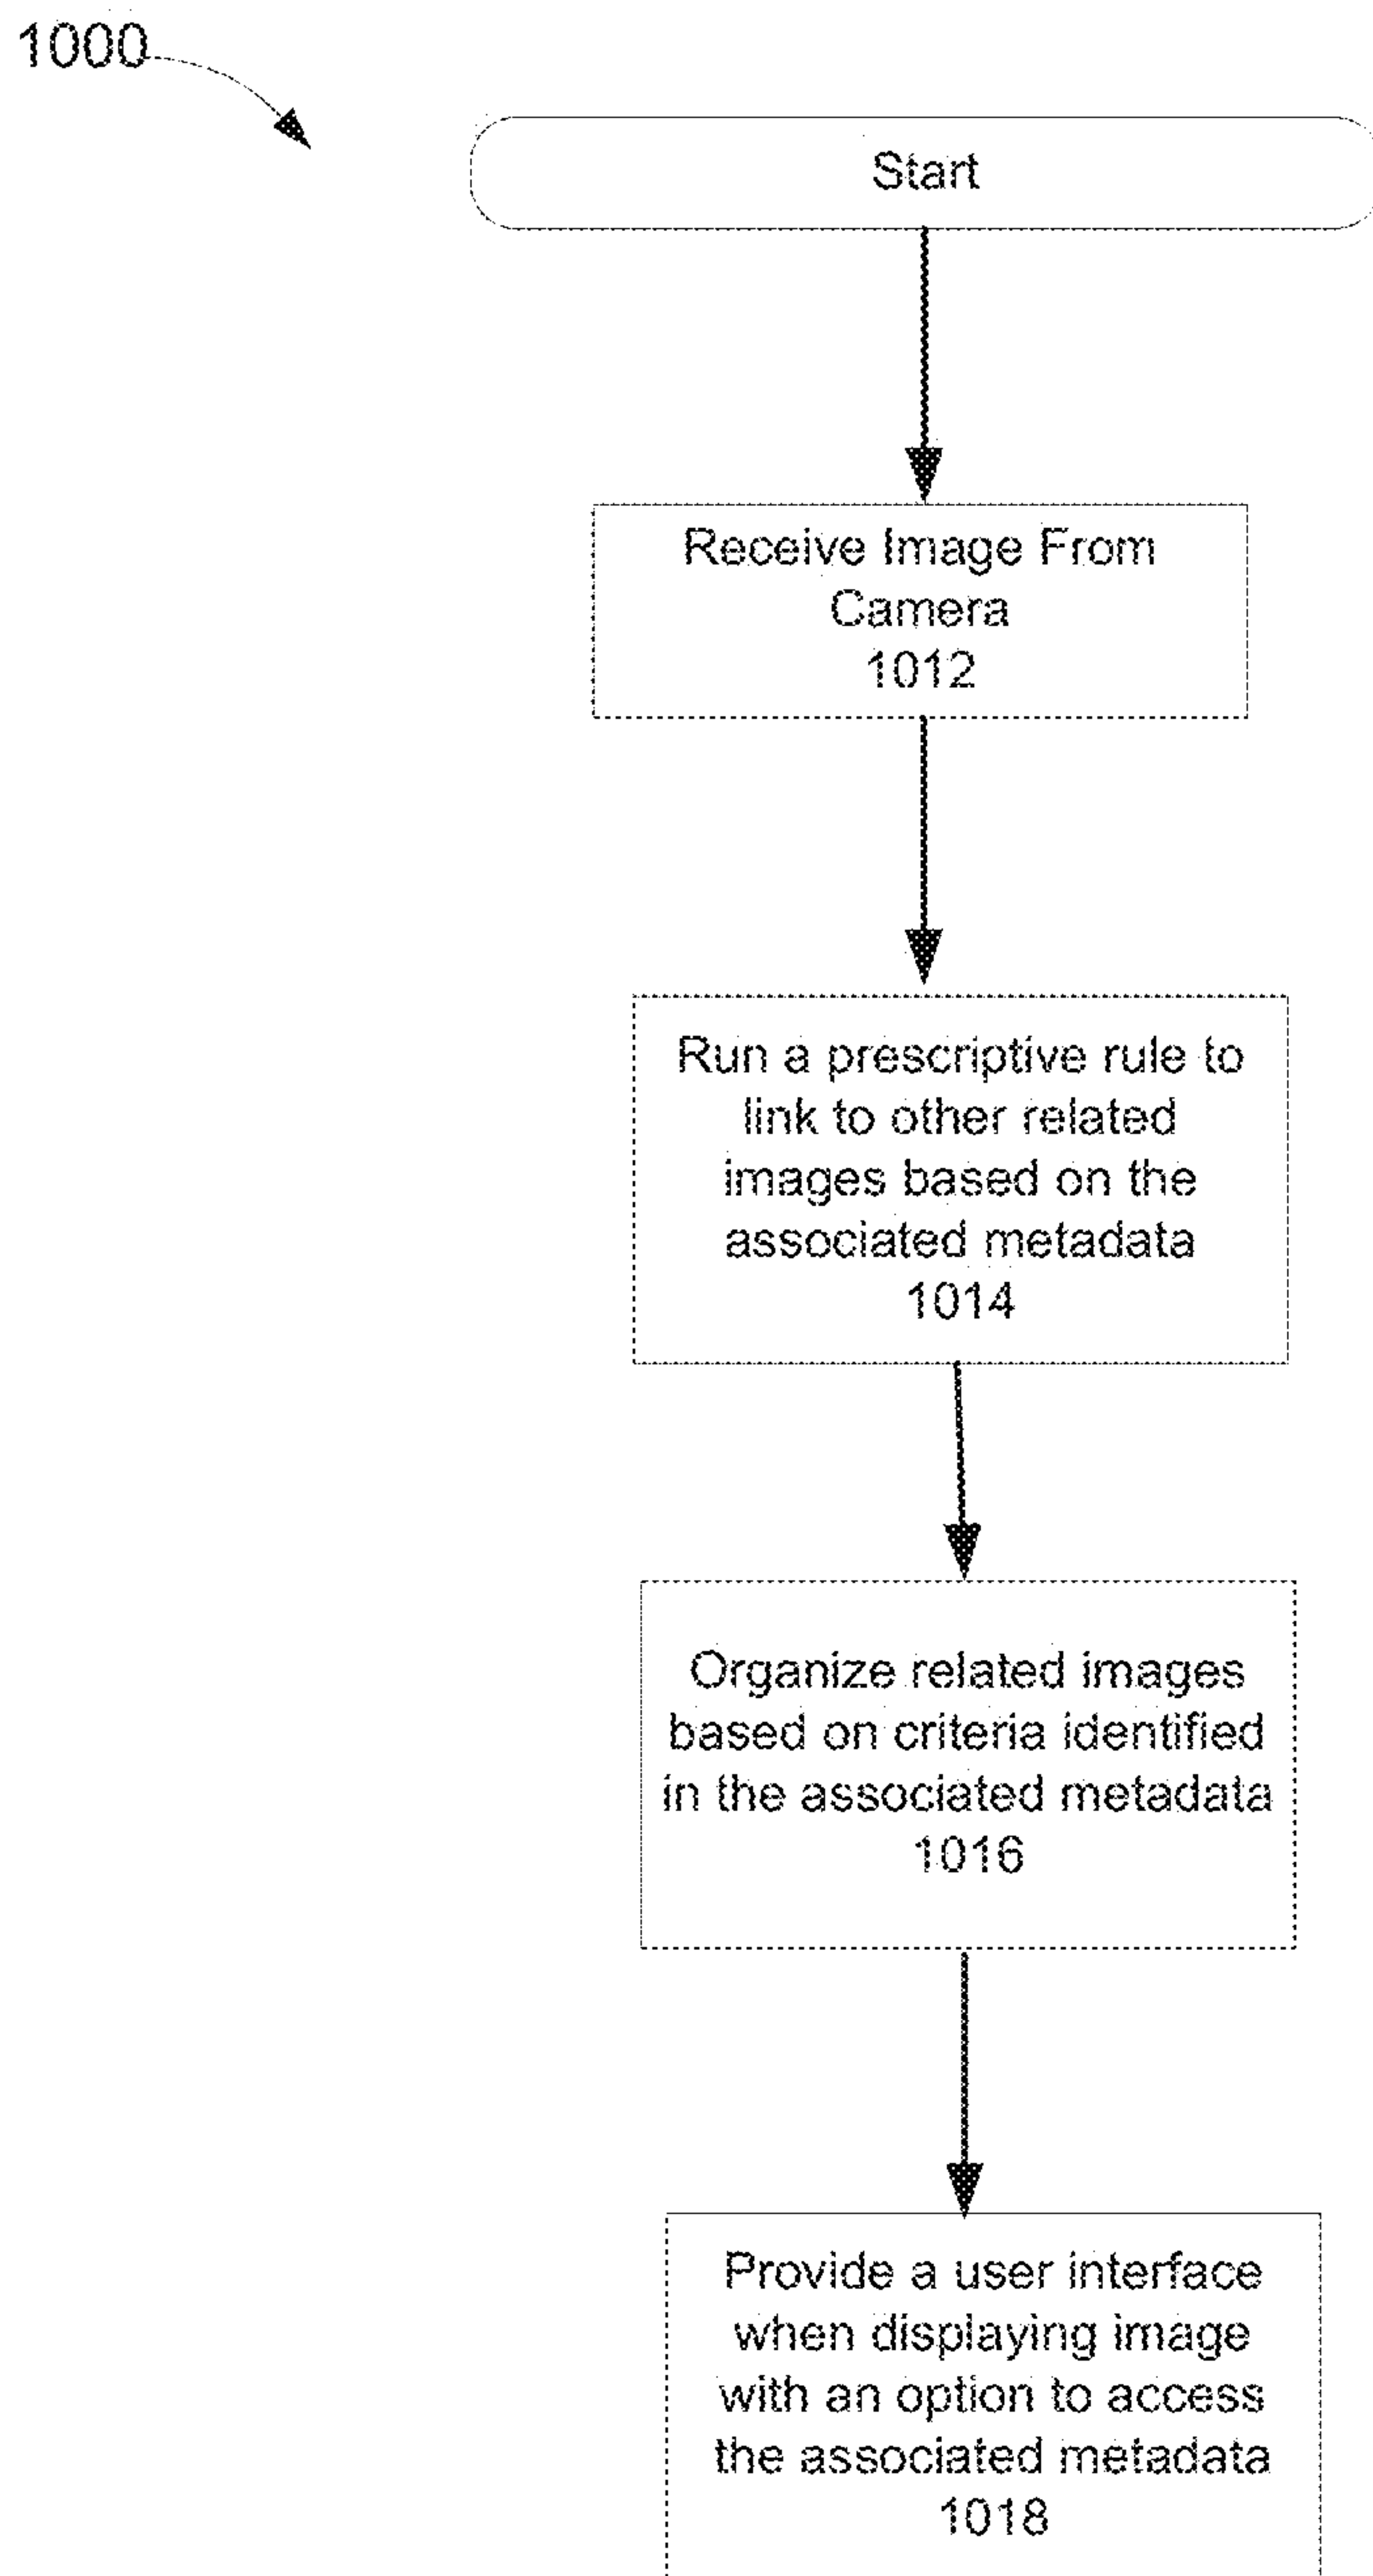 1000
Start
Receive Image From
Camera
1012
Run a prescriptive rule to
link to other related
images based on the
associated metadata
1014
Organize related images
based on criteria identified
in the associated metadata
1016
Provide a user interface
when displaying image
with an option to access
the associated metadata
1018